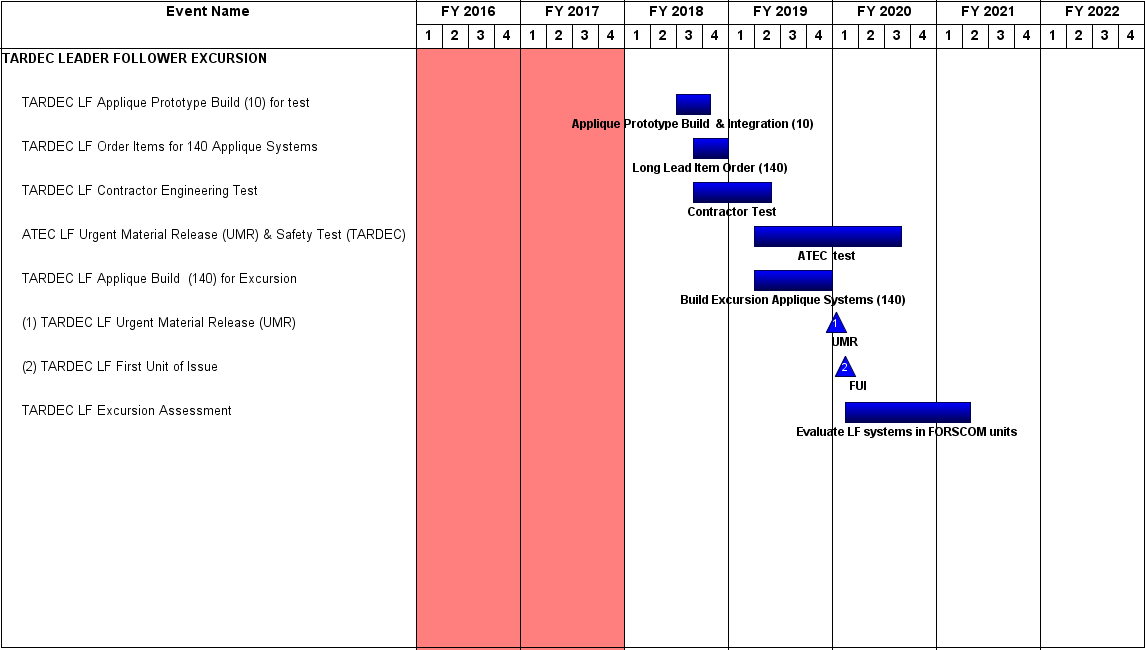 Event Name FY 2016 FY 2017 FY 2018 FY 2019 FY 2020 FY 2021 FY 2022
1 2 3 4 1 2 3 4 1 2 3 4 1 2 3 4 1 2 3 4 1 2 3 4 1 2 3 4
TARDEC LEADER FOLLOWER EXCURSION
TARDEC LF Applique Prototype Build (10) for test
Applique Prototype Build & Integration (10)
TARDEC LF Order Items for 140 Applique Systems
Long Lead Item Order (140)
TARDEC LF Contractor Engineering Test
Contractor Test
ATEC LF Urgent Material Release (UMR) & Safety Test (TARDEC)
ATEC test
TARDEC LF Applique Build (140) for Excursion
Build Excursion Applique Systems (140)
(1) TARDEC LF Urgent Material Release (UMR) 1
UMR
(2) TARDEC LF First Unit of Issue 2
FUI
TARDEC LF Excursion Assessment
Evaluate LF systems in FORSCOM units